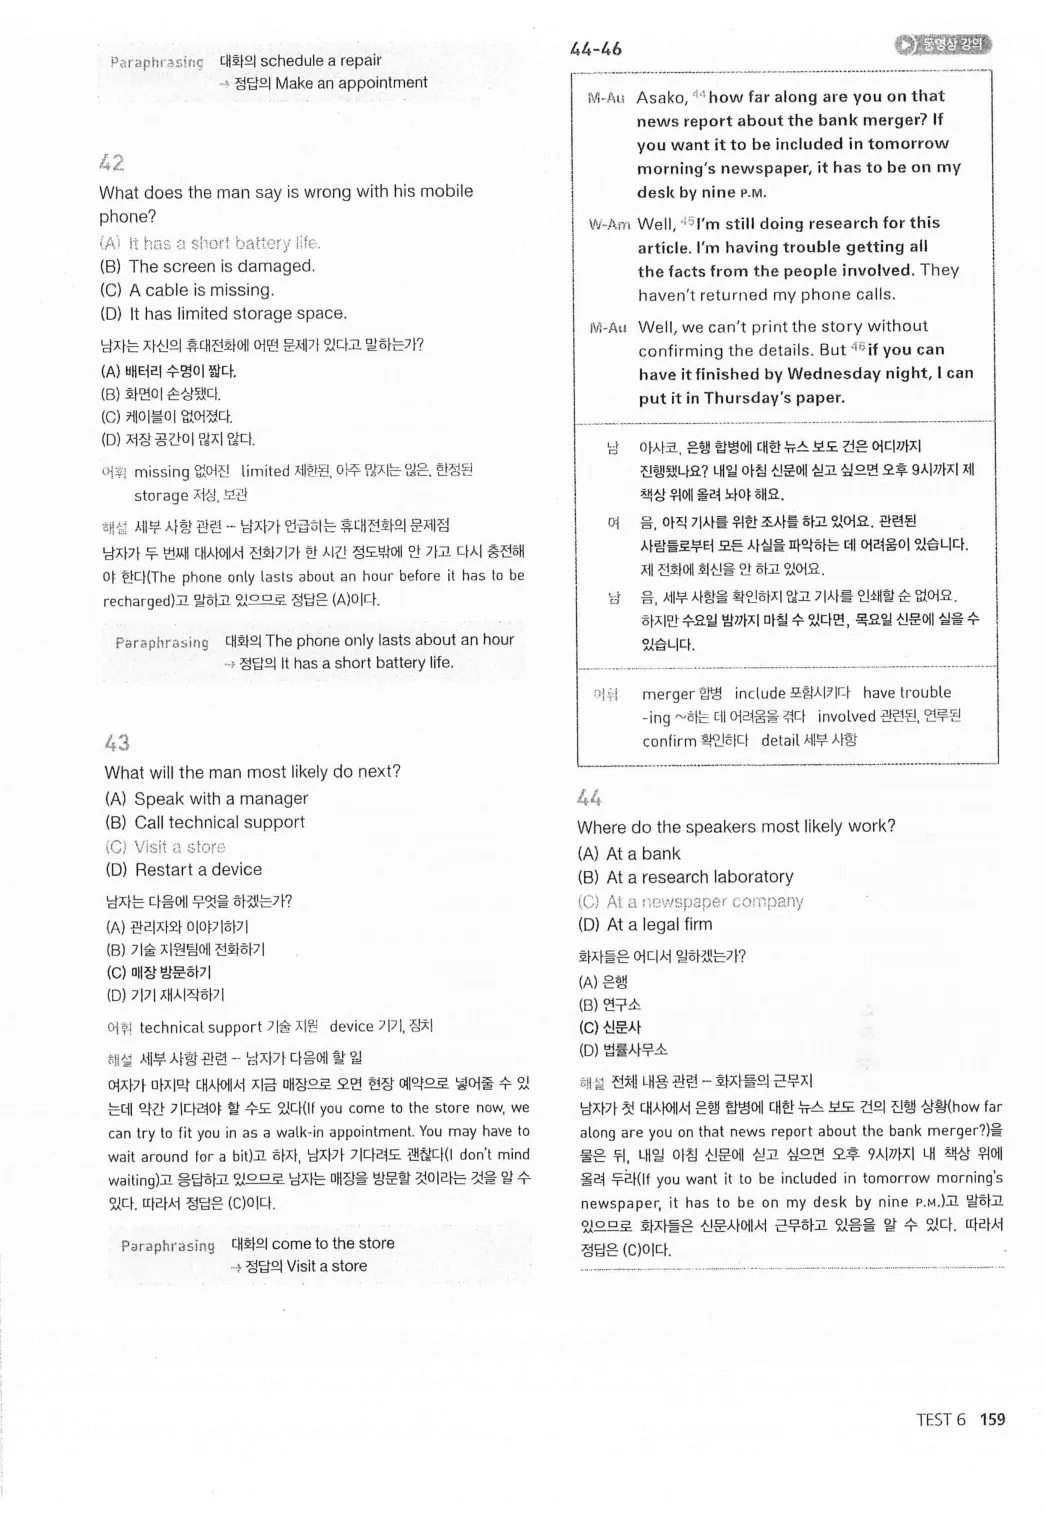 Paraphrasing 대화의 schedule a repair
→ 정답의 Make an appointment
42
What does the man say is wrong with his mobile
phone?
(A) It has a short battery life.
(B) The screen is damaged.
(C) A cable is missing.
(D) It has limited storage space.
남자는 자신의 휴대전화에 어떤 문제가 있다고 말하는가?
(A) 배터리 수명이 짧다.
(B) 화면이 손상됐다.
(C) 케이블이 없어졌다.
(D) 저장 공간이 많지 않다.
어휘 missing 없어진 limited 제한된, 아주 많지는 않은, 한정된
storage 저장, 보관
해설 세부 사항 관련 – 남자가 언급하는 휴대전화의 문제점
남자가 두 번째 대사에서 전화기가 한 시간 정도밖에 안 가고 다시 충전해
야 한다(The phone only lasts about an hour before it has to be
recharged)고 말하고 있으므로 정답은 (A)이다.
Paraphrasing 대화의 The phone only lasts about an hour
→ 정답의 It has a short battery life.
43
What will the man most likely do next?
(A) Speak with a manager
(B) Call technical support
(C) Visit a store
(D) Restart a device
남자는 다음에 무엇을 하겠는가?
(A) 관리자와 이야기하기
(B) 기술 지원팀에 전화하기
(C) 매장 방문하기
(D) 기기 재시작하기
어휘 technical support 기술 지원 device 기기, 장치
해설 세부 사항 관련 – 남자가 다음에 할 일
여자가 마지막 대사에서 지금 매장으로 오면 현장 예약으로 넣어줄 수 있
는데 약간 기다려야 할 수도 있다(If you come to the store now, we
can try to fit you in as a walk-in appointment. You may have to
wait around for a bit)고 하자, 남자가 기다려도 괜찮다(I don't mind
waiting)고 응답하고 있으므로 남자는 매장을 방문할 것이라는 것을 알 수
있다. 따라서 정답은 (C)이다.
Paraphrasing 대화의 come to the store
→ 정답의 Visit a store
44-46
동영상 강의
M-Au Asako, 44 how far along are you on that
news report about the bank merger? If
you want it to be included in tomorrow
morning's newspaper, it has to be on my
desk by nine P.M.
W-Am Well, 45 I'm still doing research for this
article. I'm having trouble getting all
the facts from the people involved. They
haven't returned my phone calls.
M-Au Well, we can't print the story without
confirming the details. But 46 if you can
have it finished by Wednesday night, I can
put it in Thursday's paper.
남 아사코, 은행 합병에 대한 뉴스 보도 건은 어디까지
진행됐나요? 내일 아침 신문에 싣고 싶으면 오후 9시까지 제
책상 위에 올려 놔야 해요.
여 음, 아직 기사를 위한 조사를 하고 있어요. 관련된
사람들로부터 모든 사실을 파악하는 데 어려움이 있습니다.
제 전화에 회신을 안 하고 있어요.
남 음, 세부 사항을 확인하지 않고 기사를 인쇄할 순 없어요.
하지만 수요일 밤까지 마칠 수 있다면, 목요일 신문에 실을 수
있습니다.
어휘 merger 합병 include 포함시키다 have trouble
-ing ~하는 데 어려움을 겪다 involved 관련된, 연루된
confirm 확인하다 detail 세부 사항
44
Where do the speakers most likely work?
(A) At a bank
(B) At a research laboratory
(C) At a newspaper company
(D) At a legal firm
화자들은 어디서 일하겠는가?
(A) 은행
(B) 연구소
(C) 신문사
(D) 법률사무소
해설 전체 내용 관련 – 화자들의 근무지
남자가 첫 대사에서 은행 합병에 대한 뉴스 보도 건의 진행 상황(how far
along are you on that news report about the bank merger?)을
물은 뒤, 내일 아침 신문에 싣고 싶으면 오후 9시까지 내 책상 위에
올려 두라(If you want it to be included in tomorrow morning's
newspaper, it has to be on my desk by nine P.M.)고 말하고
있으므로 화자들은 신문사에서 근무하고 있음을 알 수 있다. 따라서
정답은 (C)이다.
TEST 6 159